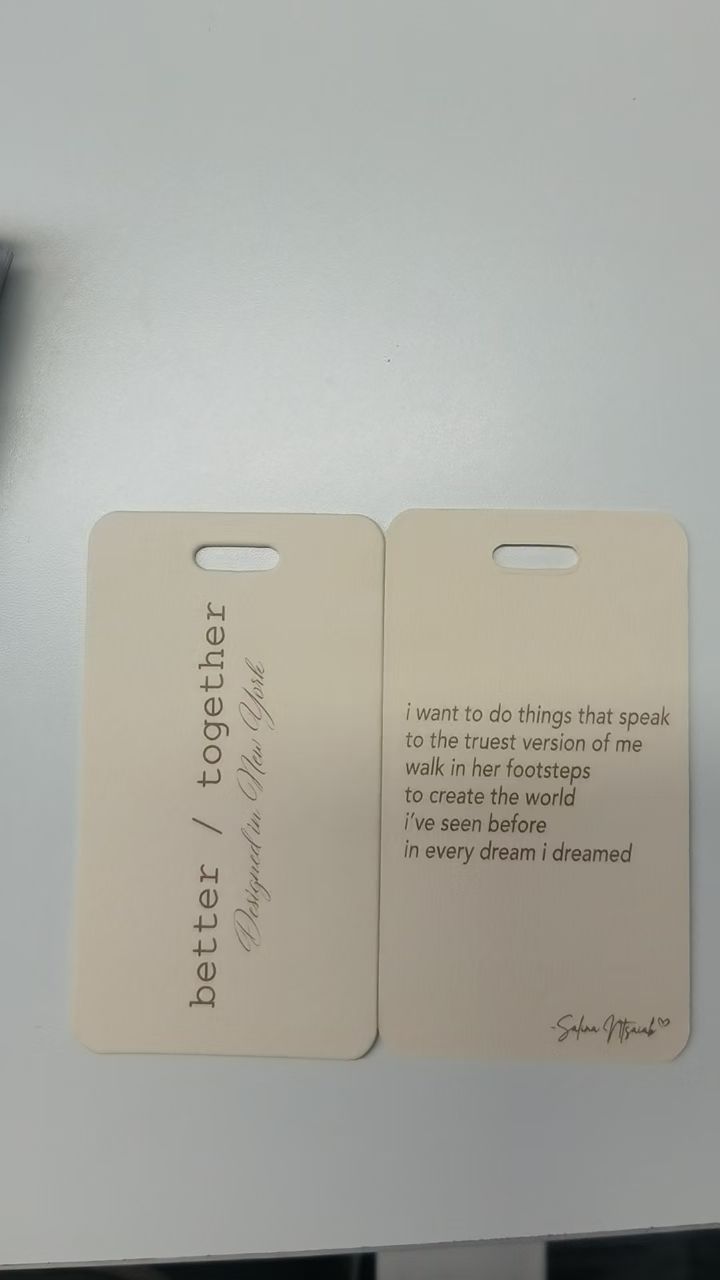 better / together
Designed in New York
i want to do things that speak
to the truest version of me
walk in her footsteps
to create the world
i've seen before
in every dream i dreamed